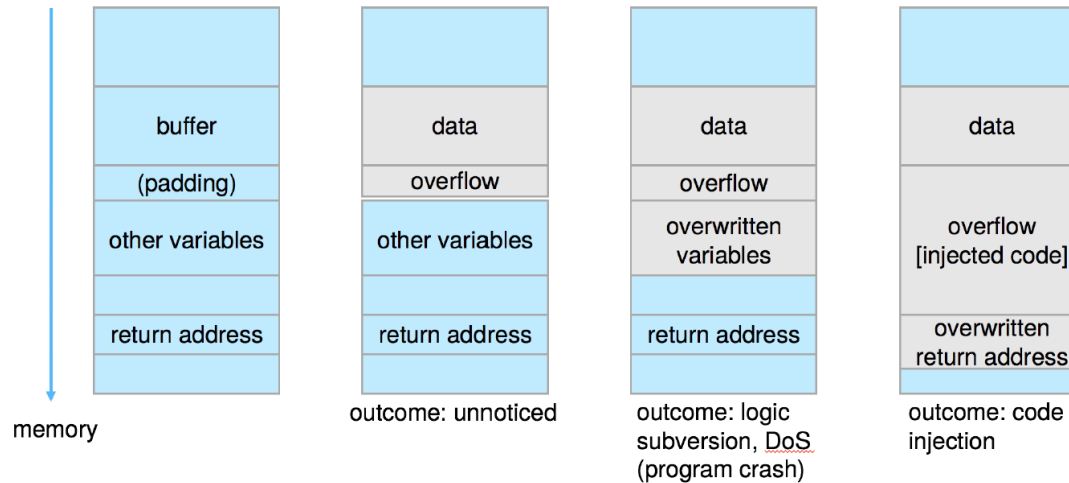 memory
buffer
(padding)
other variables
return address
data
overflow
other variables
return address
outcome: unnoticed
data
overflow
overwritten
variables
return address
outcome: logic
subversion, DoS
(program crash)
data
overflow
[injected code]
overwritten
return address
outcome: code
injection